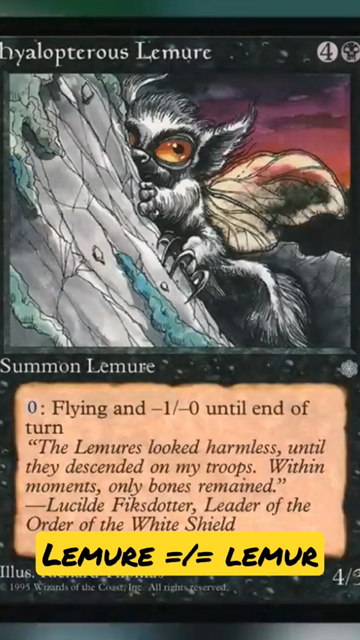 hyalopterous Lemure 4
Summon Lemure
0: Flying and –1/–0 until end of
turn
“The Lemures looked harmless, until
they descended on my troops. Within
moments, only bones remained.”
—Lucilde Fiksdotter, Leader of the
Order of the White Shield
LEMURE =/= LEMUR
Illus.
4/3
© 1995 Wizards of the Coast, Inc. All rights reserved.